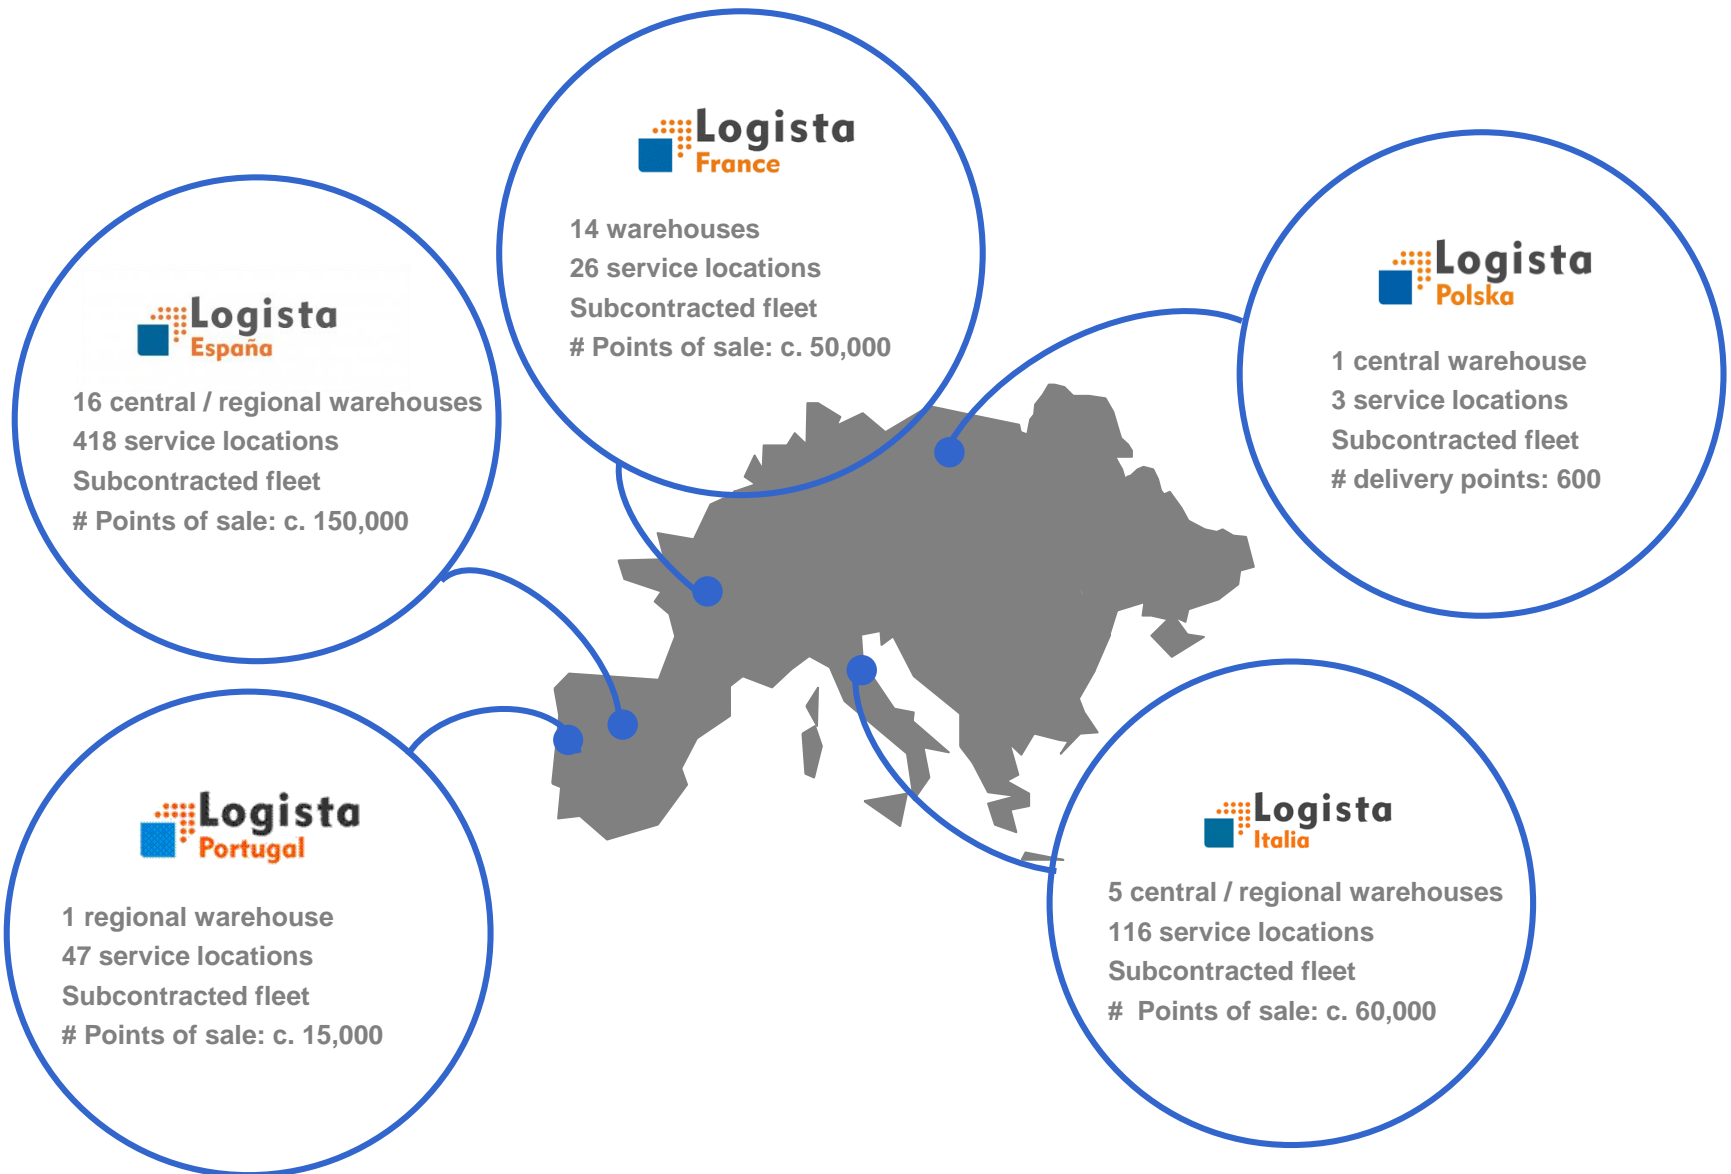 Logista
France
14 warehouses
26 service locations
Subcontracted fleet
# Points of sale: c. 50,000
Logista
Polska
1 central warehouse
3 service locations
Subcontracted fleet
# delivery points: 600
Logista
España
16 central / regional warehouses
418 service locations
Subcontracted fleet
# Points of sale: c. 150,000
Logista
Portugal
1 regional warehouse
47 service locations
Subcontracted fleet
# Points of sale: c. 15,000
Logista
Italia
5 central / regional warehouses
116 service locations
Subcontracted fleet
#  Points of sale: c. 60,000